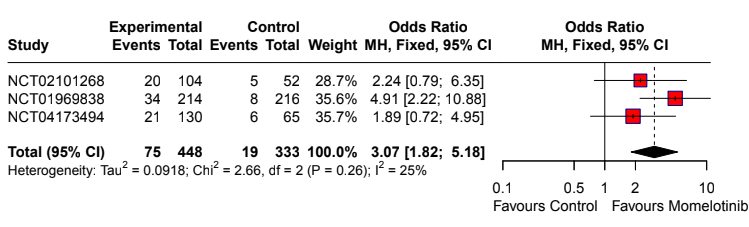 Experimental Control Odds Ratio Odds Ratio
Study Events Total Events Total Weight MH, Fixed, 95% CI MH, Fixed, 95% CI
NCT02101268 20 104 5 52 28.7% 2.24 [0.79; 6.35]
NCT01969838 34 214 8 216 35.6% 4.91 [2.22; 10.88]
NCT04173494 21 130 6 65 35.7% 1.89 [0.72; 4.95]
Total (95% CI) 75 448 19 333 100.0% 3.07 [1.82; 5.18]
Heterogeneity: Tau² = 0.0918; Chi² = 2.66, df = 2 (P = 0.26); I² = 25%
0.1 0.5 1 2 10
Favours Control Favours Momelotinib